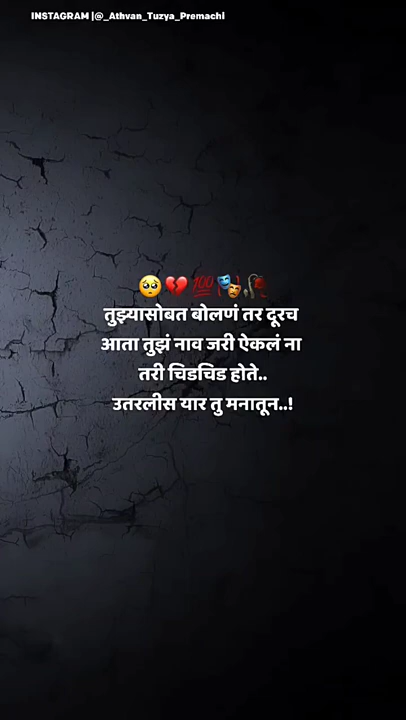 INSTAGRAM |@_Athvan_Tuzya_Premachi
🥺💔💯🎭🥀
तुझ्यासोबत बोलणं तर दूरच
आता तुझं नाव जरी ऐकलं ना
तरी चिडचिड होते..
उतरलीस यार तु मनातून..!